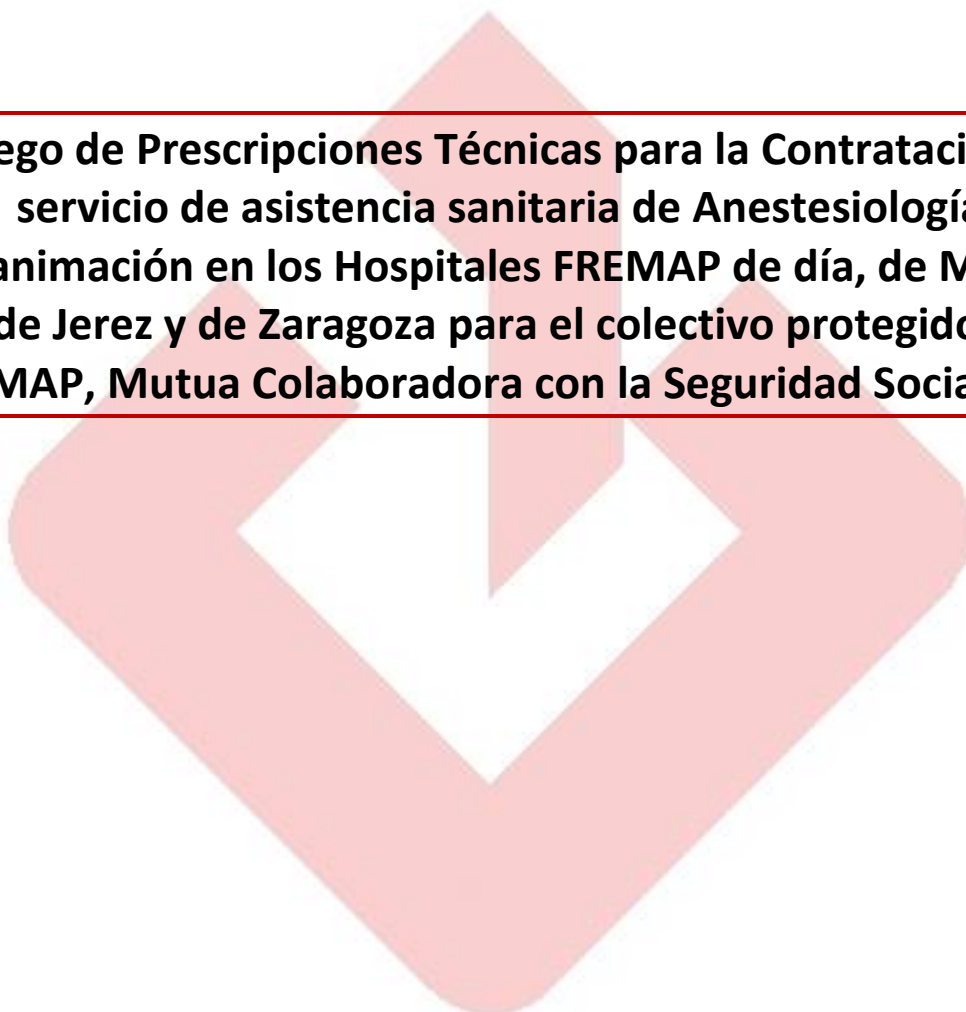 ego de Prescripciones Técnicas para la Contrataci
servicio de asistencia sanitaria de Anestesiología
animación en los Hospitales FREMAP de día, de M
de Jerez y de Zaragoza para el colectivo protegido
MAP, Mutua Colaboradora con la Seguridad Socia